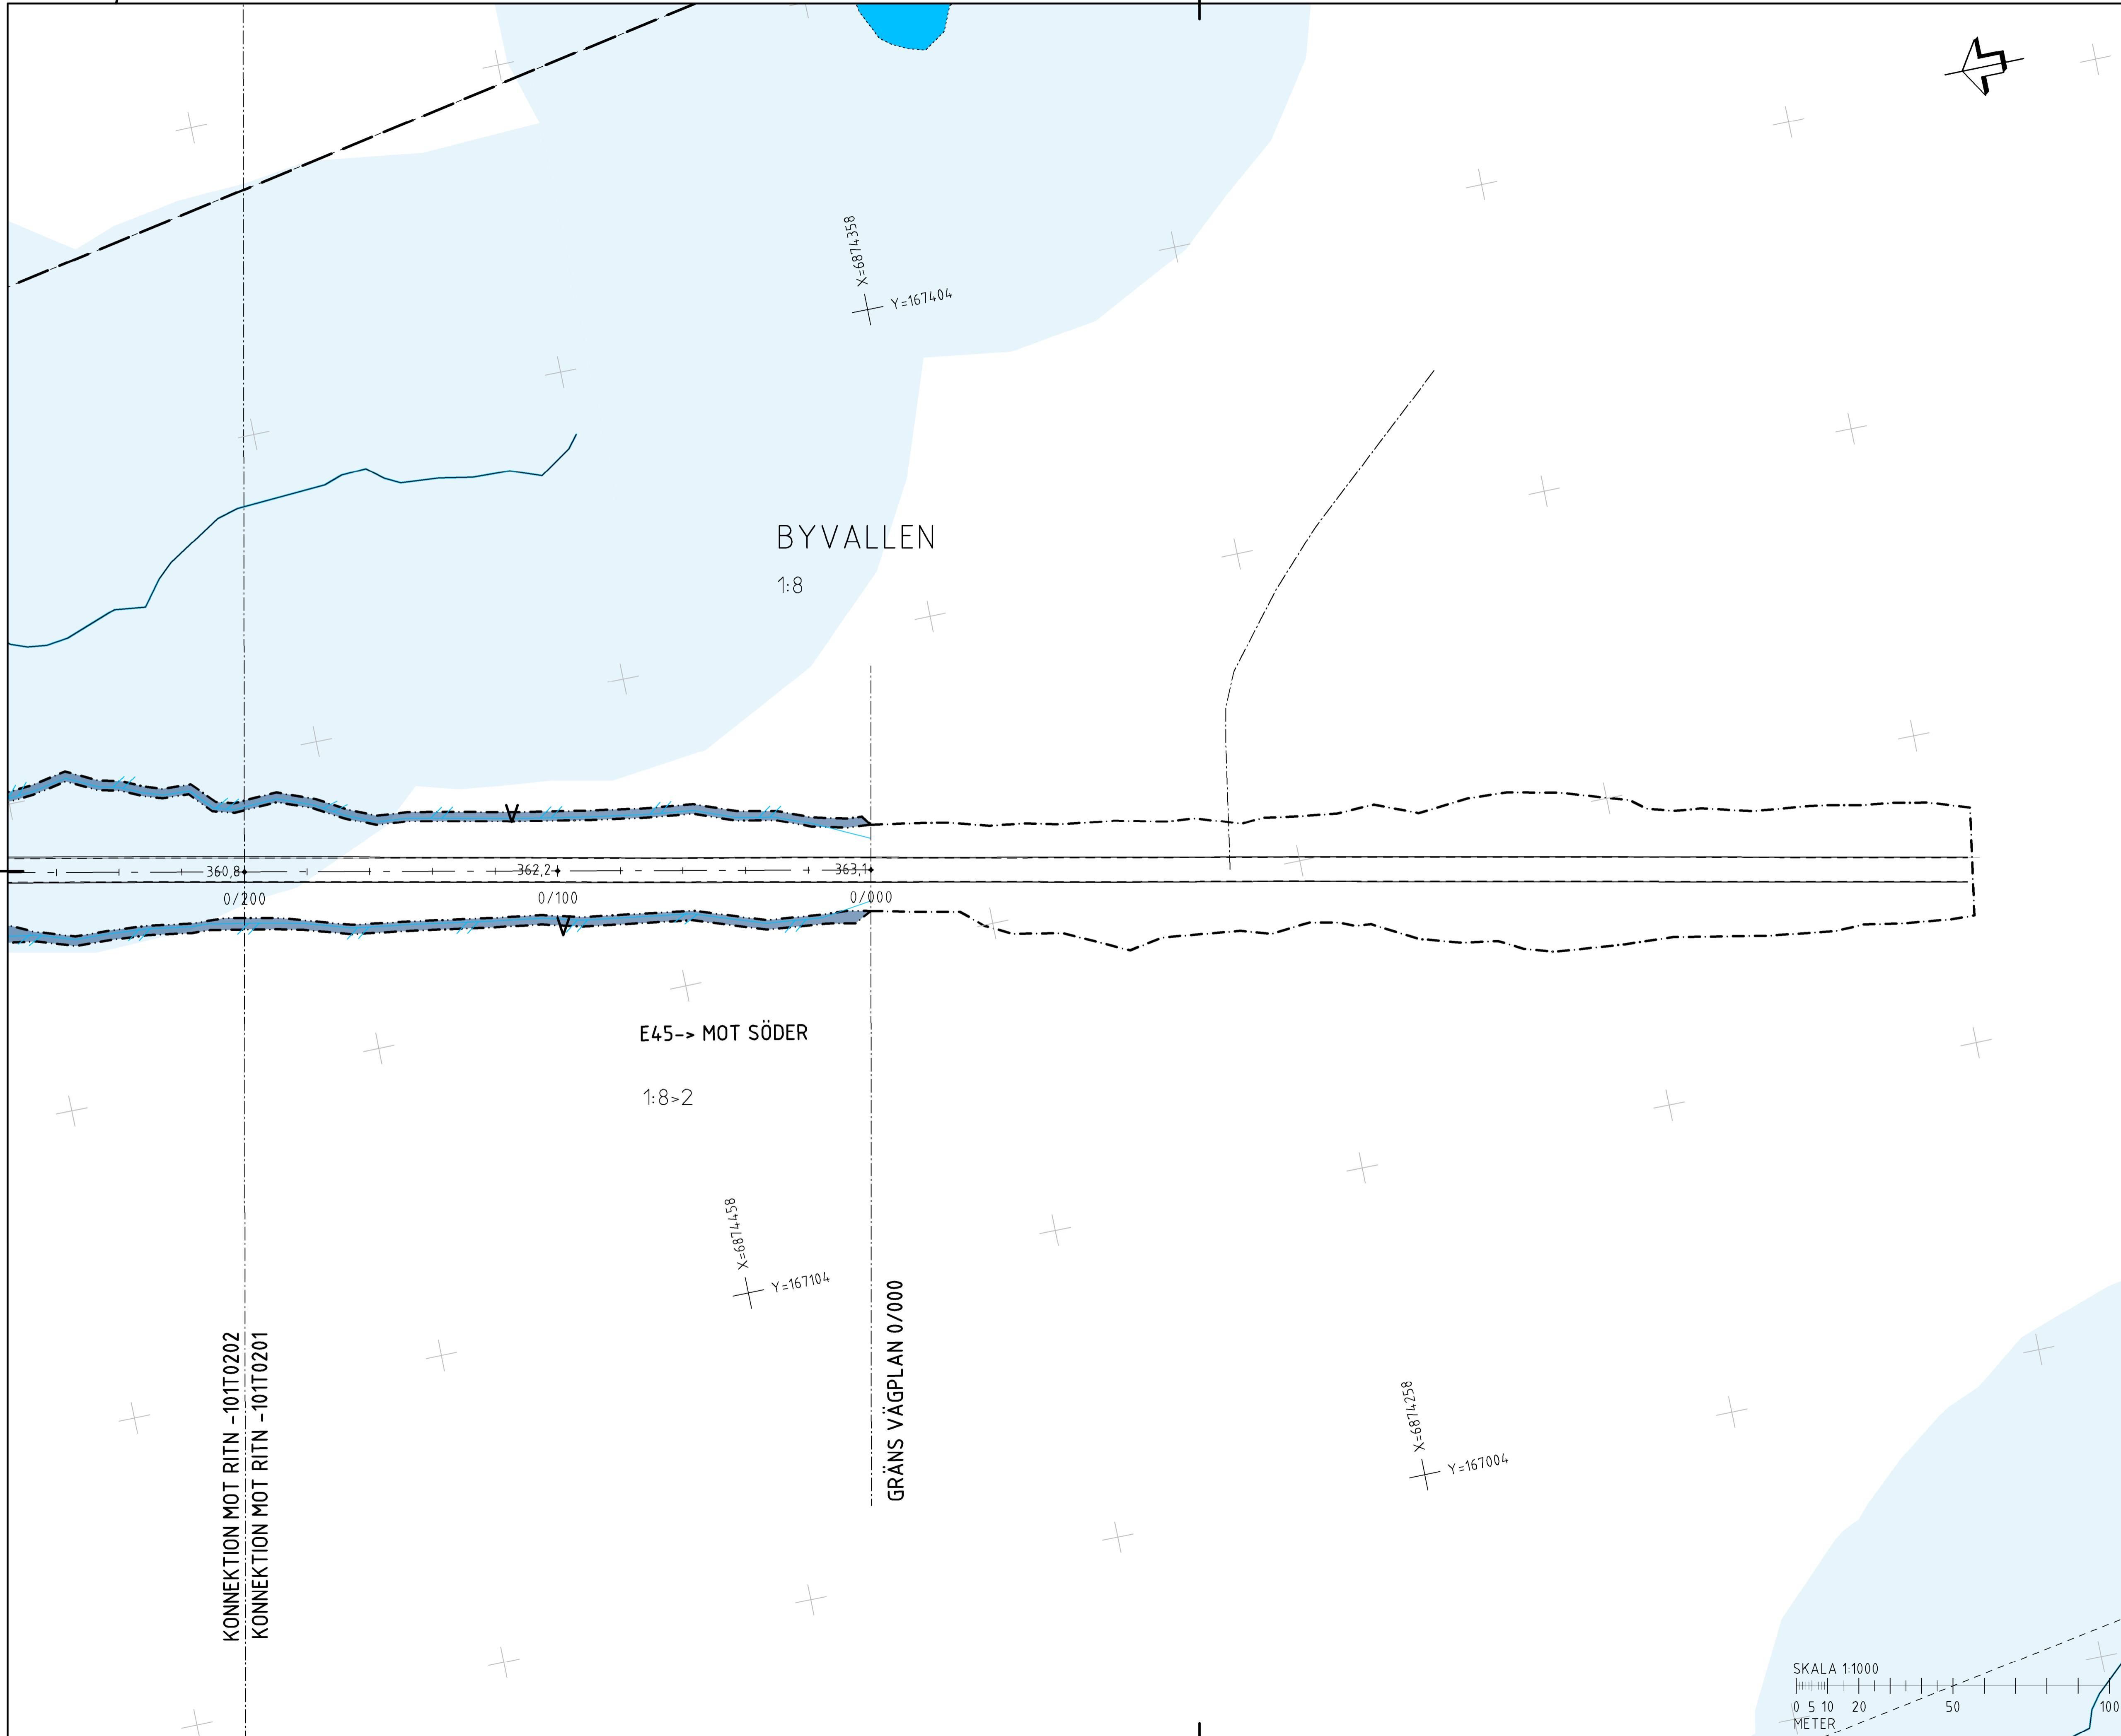 X=6874358
Y=167404
BYVALLEN
1:8
360,8
362,2
363,1
0/200
0/100
0/000
V
A
E45-> MOT SÖDER
1:8>2
X=6874458
Y=167104
KONNEKTION MOT RITN -101T0202
KONNEKTION MOT RITN -101T0201
GRÄNS VÄGPLAN 0/000
X=6874258
Y=167004
SKALA 1:1000
0 5 10 20 50 100
METER